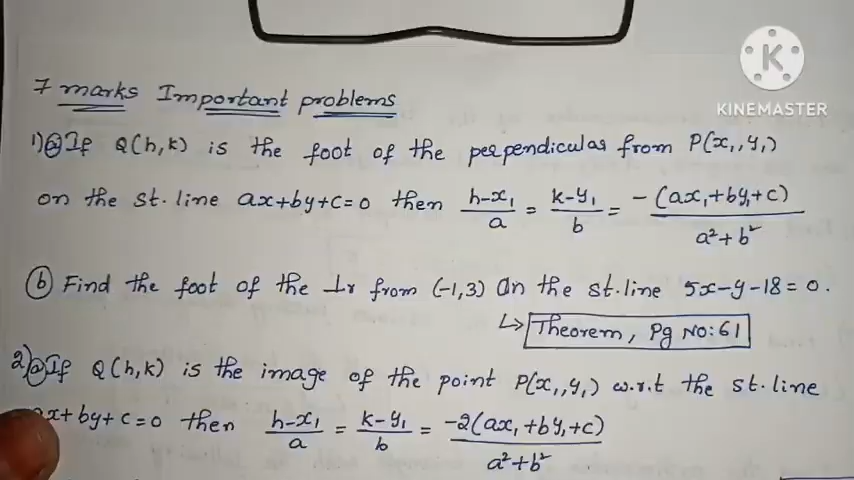 KINEMASTER
7 marks Important problems
1) ⓐ If Q(h,k) is the foot of the perpendicular from P(x₁,y₁)
on the st. line ax+by+c=0 then (h-x₁)/a = (k-y₁)/b = -(ax₁+by₁+c)/(a²+b²)
ⓑ Find the foot of the ⊥r from (-1,3) on the st. line 5x-y-18=0.
↳ Theorem, Pg No:61
2) ⓐ If Q(h,k) is the image of the point P(x₁,y₁) w.r.t the st. line
x+by+c=0 then (h-x₁)/a = (k-y₁)/b = -2(ax₁+by₁+c)/(a²+b²)